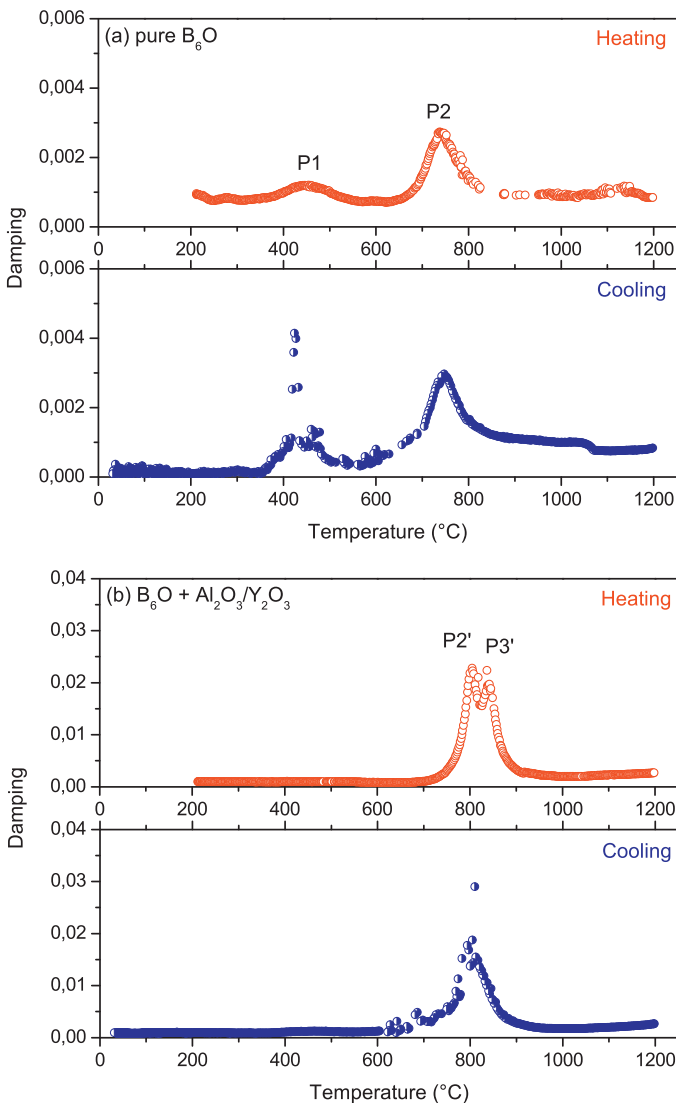 (a) pure B₆O
Heating
0,006
0,004
0,002
0,000
P1
P2
0 200 400 600 800 1000 1200
Damping
Cooling
0,006
0,004
0,002
0,000
0 200 400 600 800 1000 1200
Temperature (°C)
(b) B₆O + Al₂O₃/Y₂O₃
Heating
0,04
0,03
0,02
0,01
0,00
P2' P3'
0 200 400 600 800 1000 1200
Damping
Cooling
0,04
0,03
0,02
0,01
0,00
0 200 400 600 800 1000 1200
Temperature (°C)